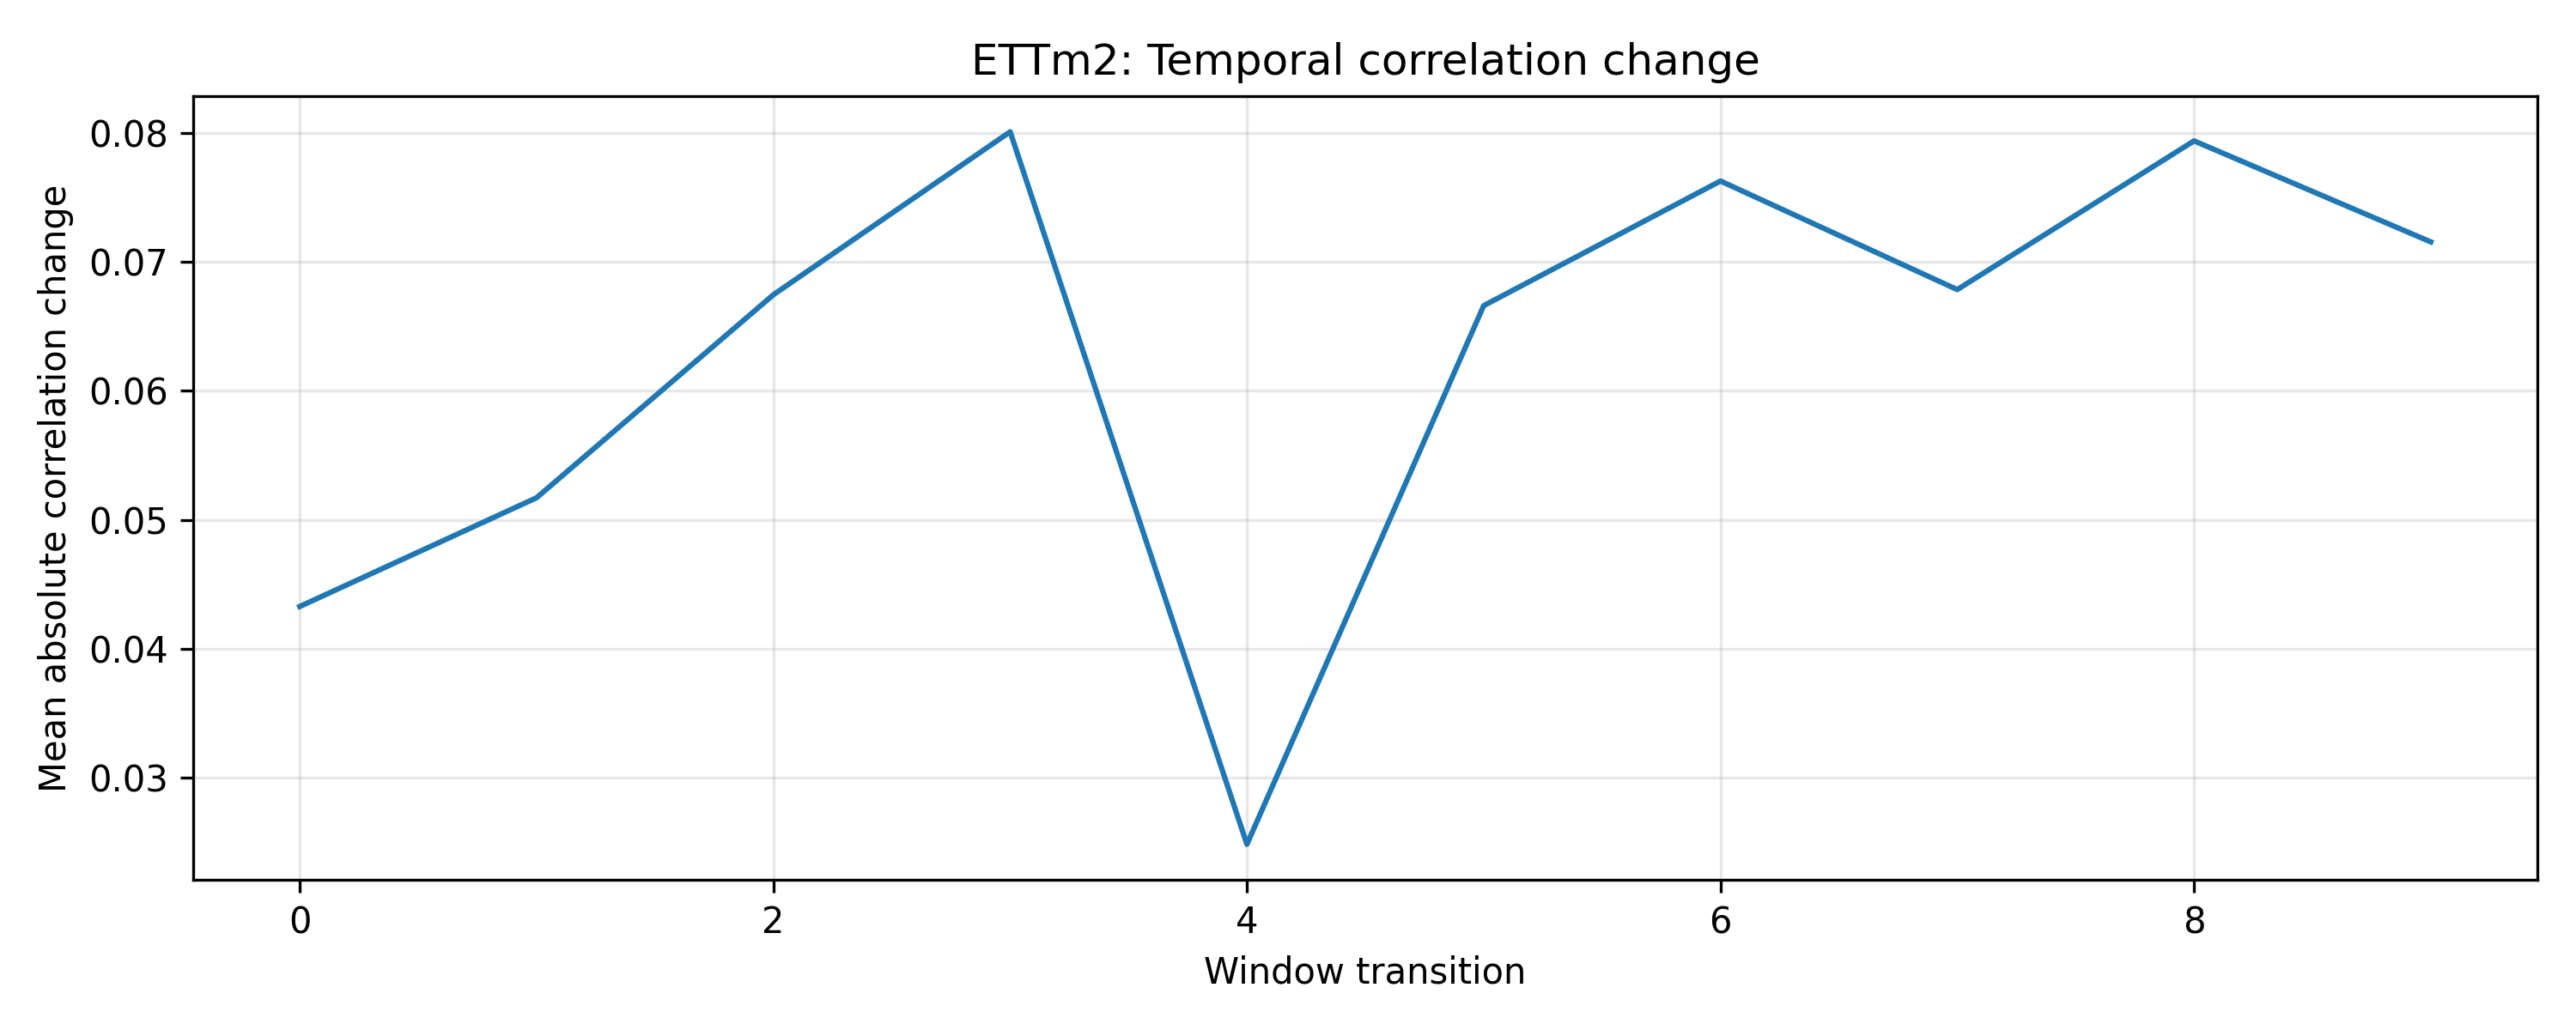 ETTm2: Temporal correlation change
Mean absolute correlation change
0.08
0.07
0.06
0.05
0.04
0.03
0 2 4 6 8
Window transition